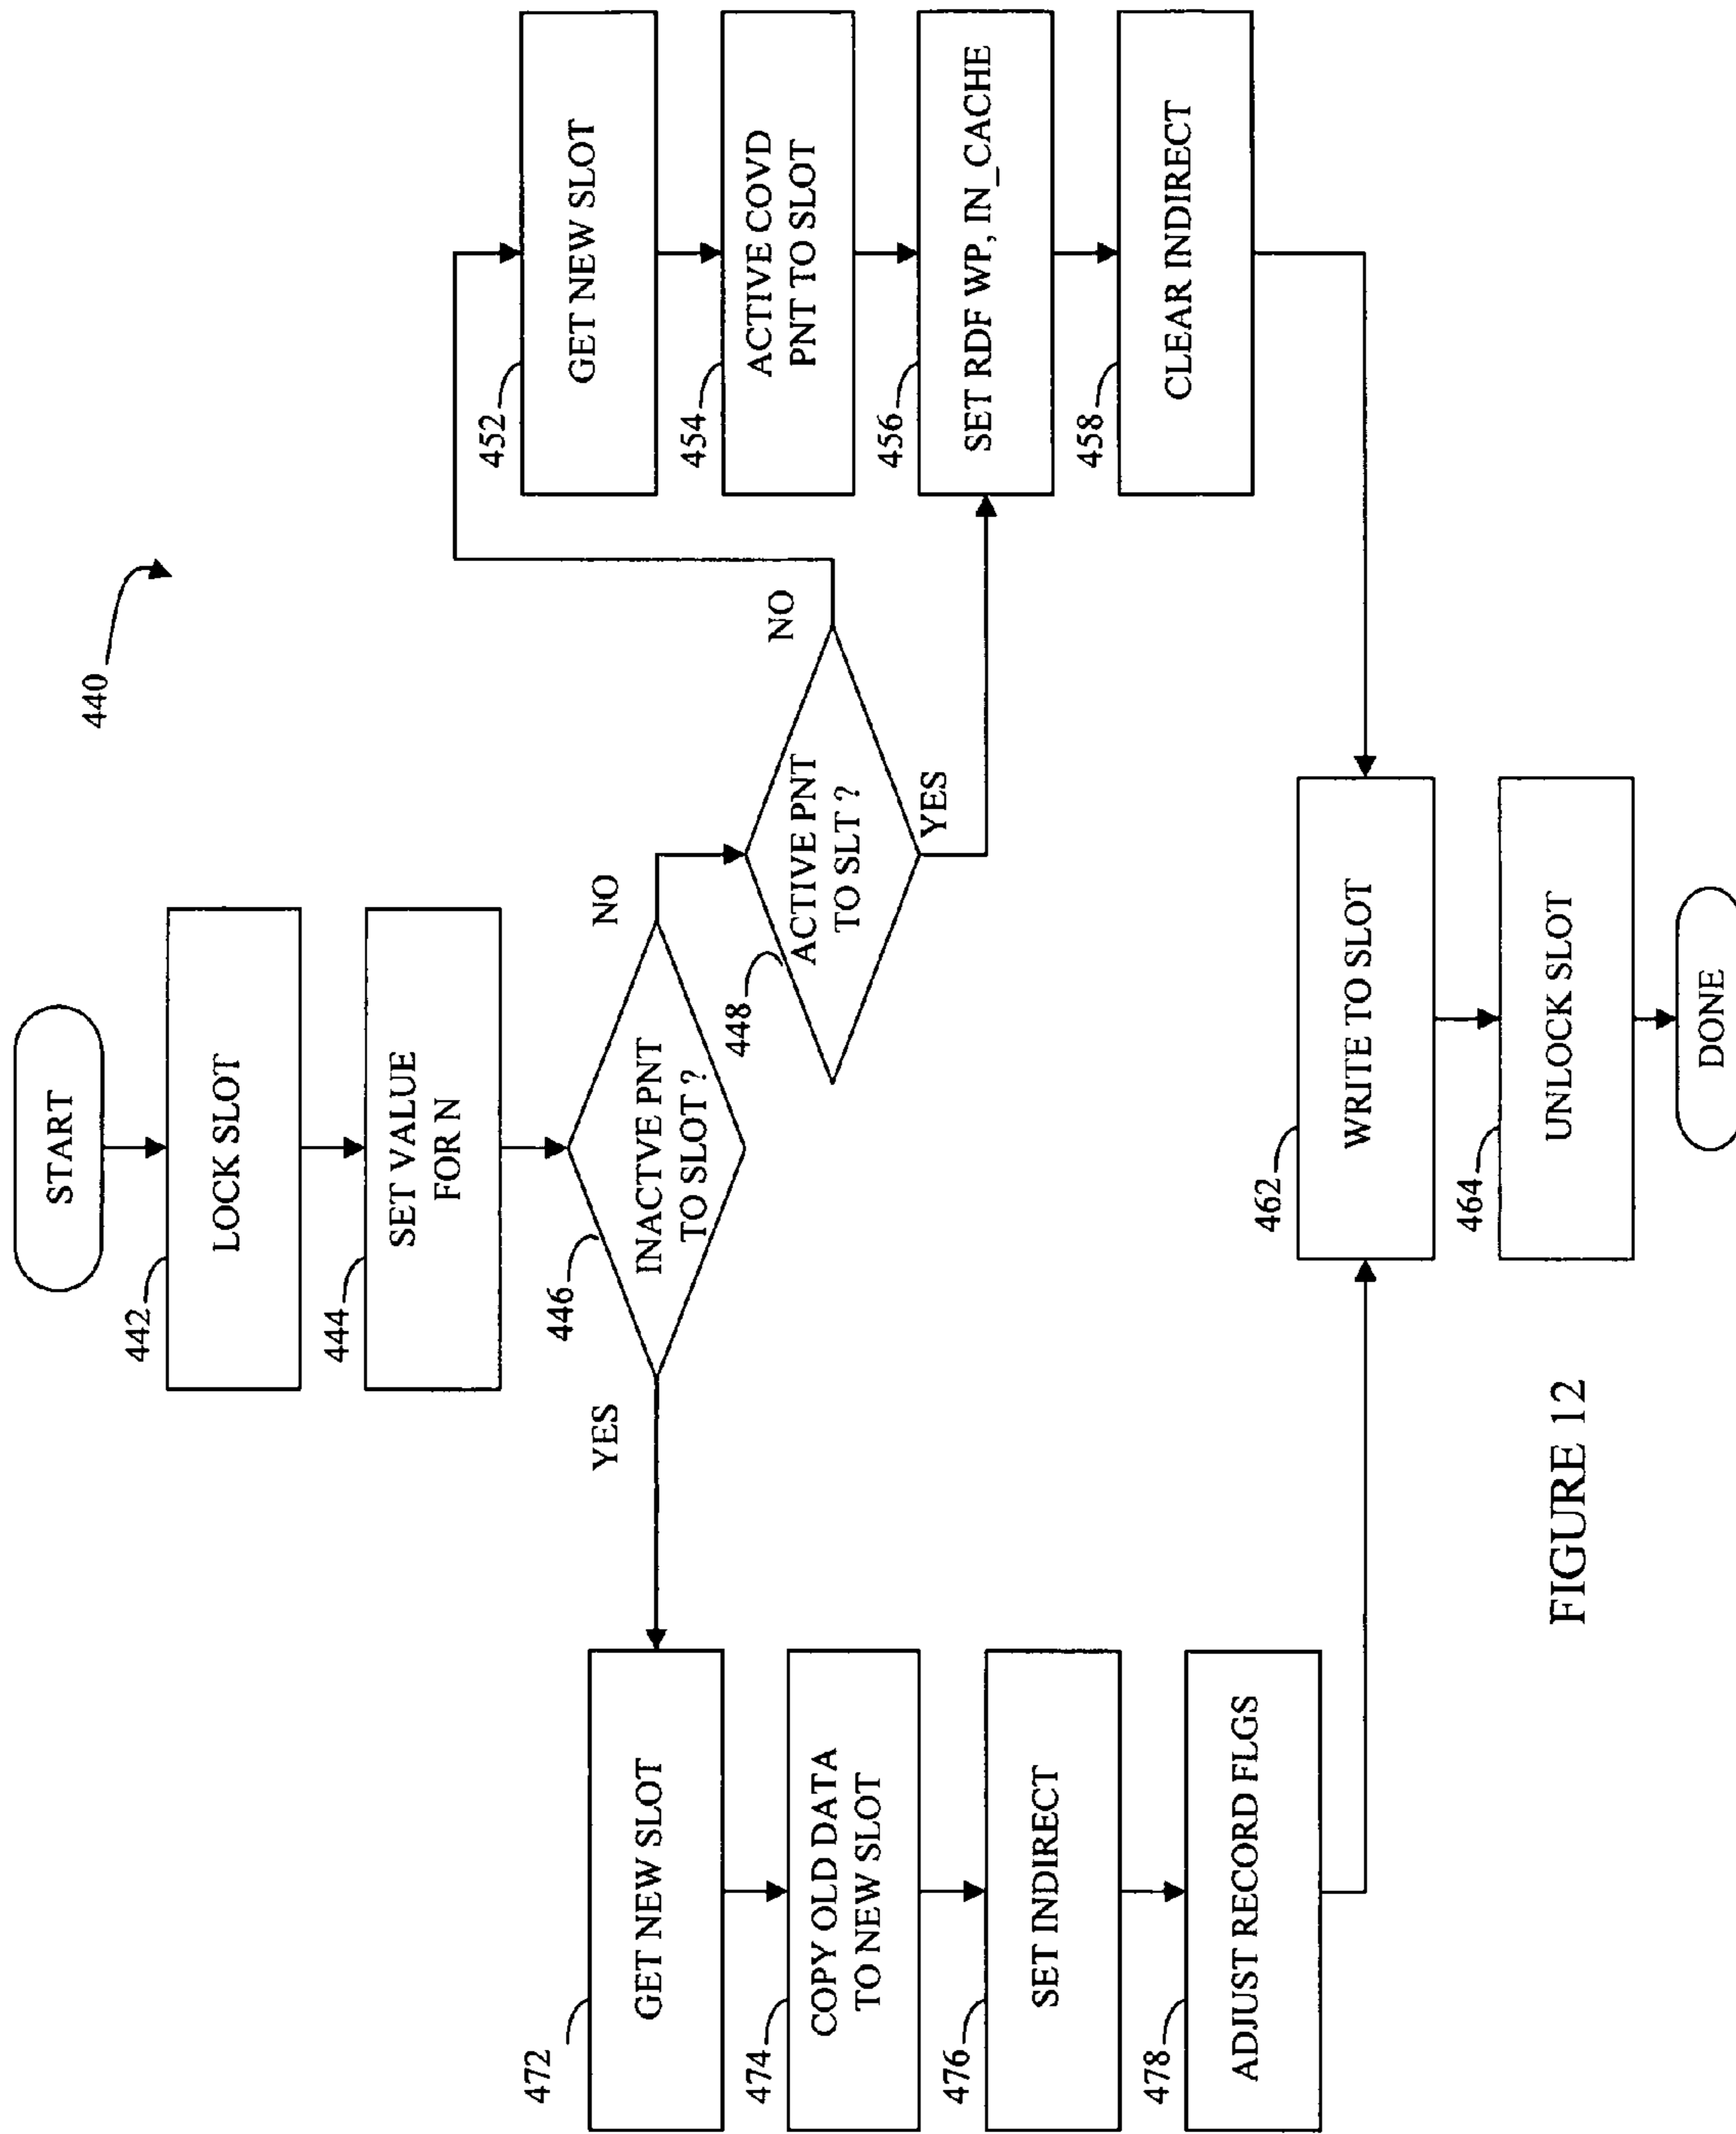 440
START
442
LOCK SLOT
444
SET VALUE
FOR N
446
INACTVE PNT
TO SLOT ?
YES
NO
448
ACTIVE PNT
TO SLT ?
NO
YES
452
GET NEW SLOT
454
ACTIVE COVD
PNT TO SLOT
456
SET RDF WP, IN_CACHE
458
CLEAR INDIRECT
472
GET NEW SLOT
474
COPY OLD DATA
TO NEW SLOT
476
SET INDIRECT
478
ADJUST RECORD FLGS
462
WRITE TO SLOT
464
UNLOCK SLOT
DONE
FIGURE 12